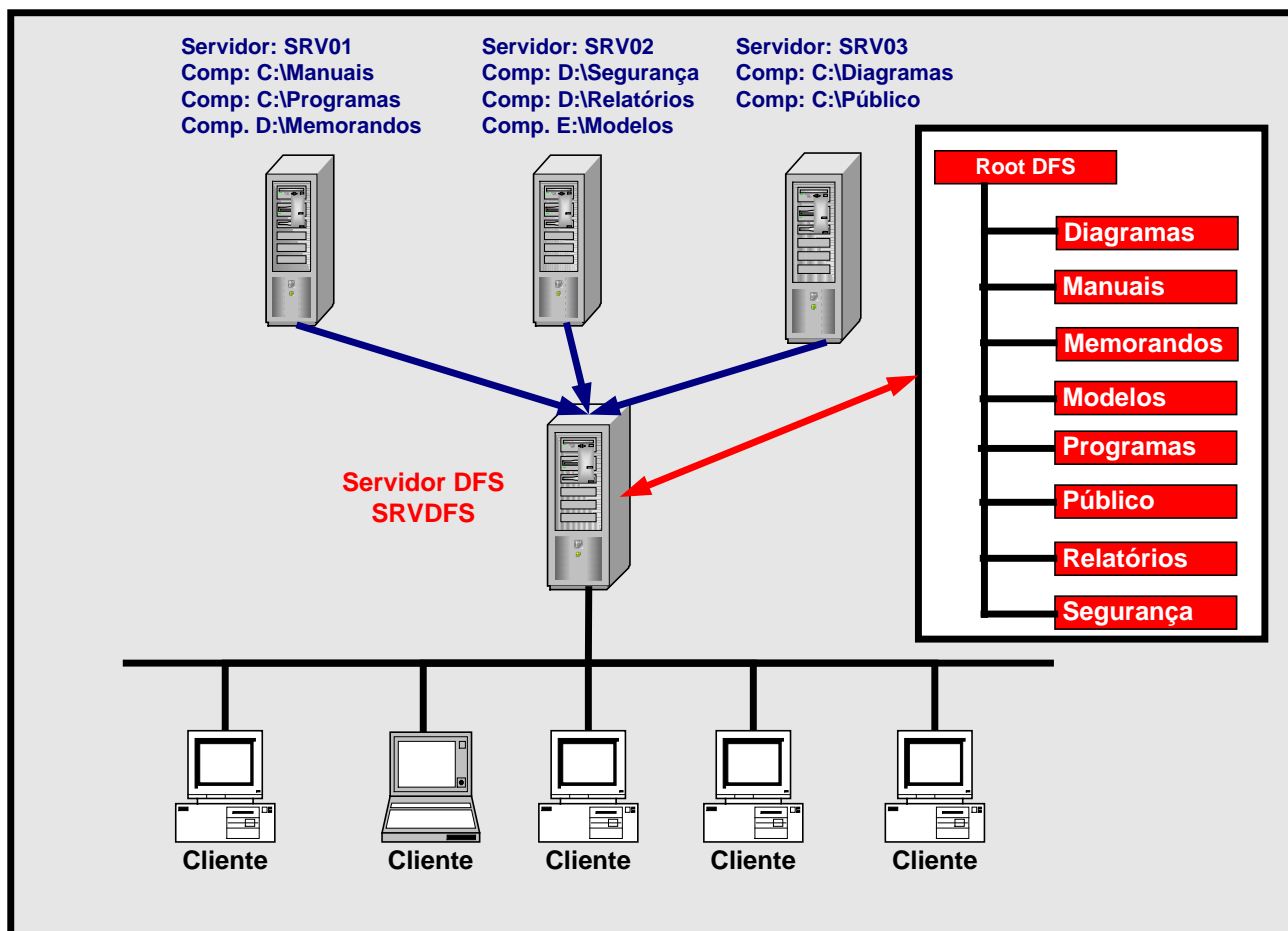 Servidor: SRV01
Comp: C:\Manuais
Comp: C:\Programas
Comp. D:\Memorandos
Servidor: SRV02
Comp: D:\Segurança
Comp: D:\Relatórios
Comp. E:\Modelos
Servidor: SRV03
Comp: C:\Diagramas
Comp: C:\Público
Root DFS
Diagramas
Manuais
Memorandos
Modelos
Programas
Público
Relatórios
Segurança
Servidor DFS
SRVDFS
Cliente
Cliente
Cliente
Cliente
Cliente